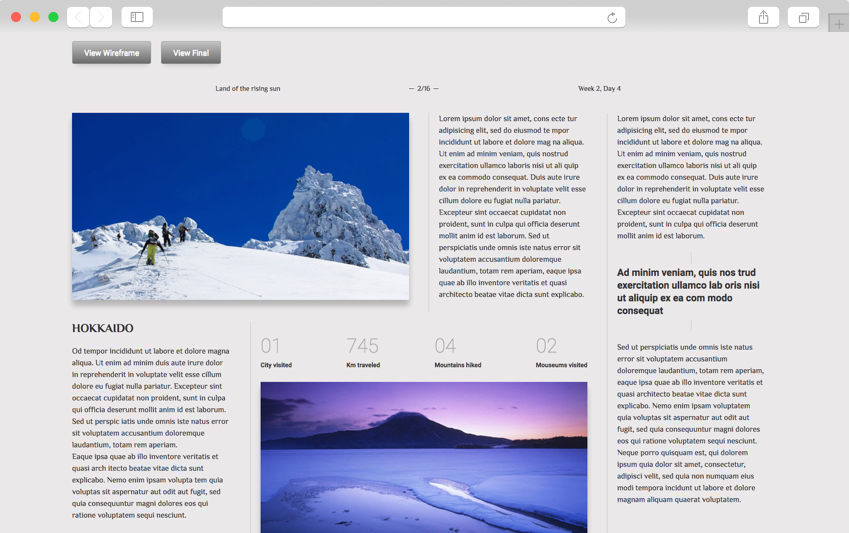 View Wireframe
View Final
Land of the rising sun
— 2/16 —
Week 2, Day 4
Lorem ipsum dolor sit amet, cons ecte tur
adipisicing elit, sed do eiusmod te mpor
incididunt ut labore et dolore mag na aliqua.
Ut enim ad minim veniam, quis nostrud
exercitation ullamco laboris nisi ut ali quip
ex ea commodo consequat. Duis aute irure
dolor in reprehenderit in voluptate velit esse
cillum dolore eu fugiat nulla pariatur.
Excepteur sint occaecat cupidatat non
proident, sunt in culpa qui officia deserunt
mollit anim id est laborum. Sed ut
perspiciatis unde omnis iste natus error sit
voluptatem accusantium doloremque
laudantium, totam rem aperiam, eaque ipsa
quae ab illo inventore veritatis et quasi
architecto beatae vitae dicta sunt explicabo.
Lorem ipsum dolor sit amet, cons ecte tur
adipisicing elit, sed do eiusmod te mpor
incididunt ut labore et dolore mag na aliqua.
Ut enim ad minim veniam, quis nostrud
exercitation ullamco laboris nisi ut ali quip
ex ea commodo consequat. Duis aute irure
dolor in reprehenderit in voluptate velit esse
cillum dolore eu fugiat nulla pariatur.
Excepteur sint occaecat cupidatat non
proident, sunt in culpa qui officia deserunt
mollit anim id est laborum.
Ad minim veniam, quis nos trud
exercitation ullamco lab oris nisi
ut aliquip ex ea com modo
consequat
Sed ut perspiciatis unde omnis iste natus
error sit voluptatem accusantium
doloremque laudantium, totam rem aperiam,
eaque ipsa quae ab illo inventore veritatis et
quasi architecto beatae vitae dicta sunt
explicabo. Nemo enim ipsam voluptatem
quia voluptas sit aspernatur aut odit aut
fugit, sed quia consequuntur magni dolores
eos qui ratione voluptatem sequi nesciunt.
Neque porro quisquam est, qui dolorem
ipsum quia dolor sit amet, consectetur,
adipisci velit, sed quia non numquam eius
modi tempora incidunt ut labore et dolore
magnam aliquam quaerat voluptatem.
HOKKAIDO
Od tempor incididunt ut labore et dolore magna
aliqua. Ut enim ad minim duis aute irure dolor
in reprehenderit in voluptate velit esse cillum
dolore eu fugiat nulla pariatur. Excepteur sint
occaecat cupidatat non proident, sunt in culpa
qui officia deserunt mollit anim id est laborum.
Sed ut perspic iatis unde omnis iste natus error
sit voluptatem accusantium doloremque
laudantium, totam rem aperiam.
Eaque ipsa quae ab illo inventore veritatis et
quasi arch itecto beatae vitae dicta sunt
explicabo. Nemo enim ipsam volupta tem quia
voluptas sit aspernatur aut odit aut fugit, sed
quia consequuntur magni dolores eos qui
ratione voluptatem sequi nesciunt.
01
745
04
02
City visited
Km traveled
Mountains hiked
Mouseums visited